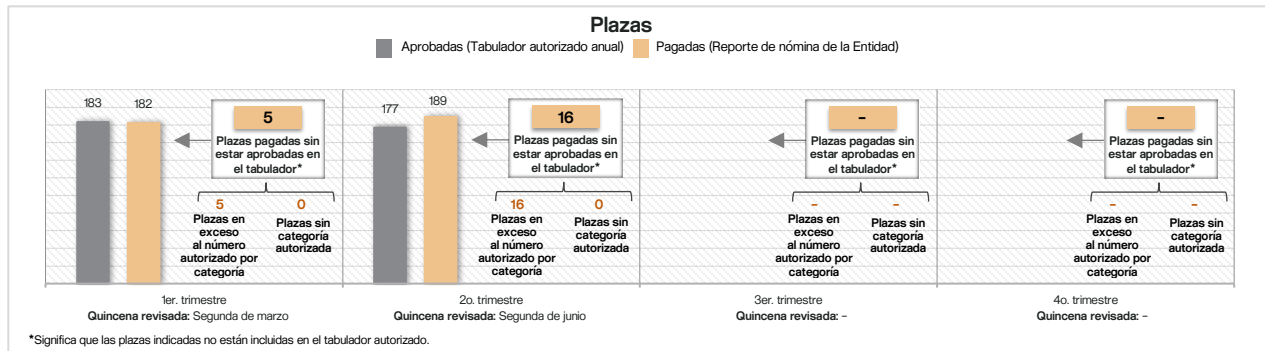 Plazas
Aprobadas (Tabulador autorizado anual)
Pagadas (Reporte de nómina de la Entidad)
183
182
5
Plazas pagadas sin
estar aprobadas en
el tabulador*
5
0
Plazas en
exceso
al número
autorizado por
categoría
Plazas sin
categoría
autorizada
177
189
16
Plazas pagadas sin
estar aprobadas en
el tabulador*
16
0
Plazas en
exceso
al número
autorizado por
categoría
Plazas sin
categoría
autorizada
-
Plazas pagadas sin
estar aprobadas en
el tabulador*
-
-
Plazas en
exceso
al número
autorizado por
categoría
Plazas sin
categoría
autorizada
-
Plazas pagadas sin
estar aprobadas en
el tabulador*
-
-
Plazas en
exceso
al número
autorizado por
categoría
Plazas sin
categoría
autorizada
1er. trimestre
Quincena revisada: Segunda de marzo
2o. trimestre
Quincena revisada: Segunda de junio
3er. trimestre
Quincena revisada: -
4o. trimestre
Quincena revisada: -
*Significa que las plazas indicadas no están incluidas en el tabulador autorizado.